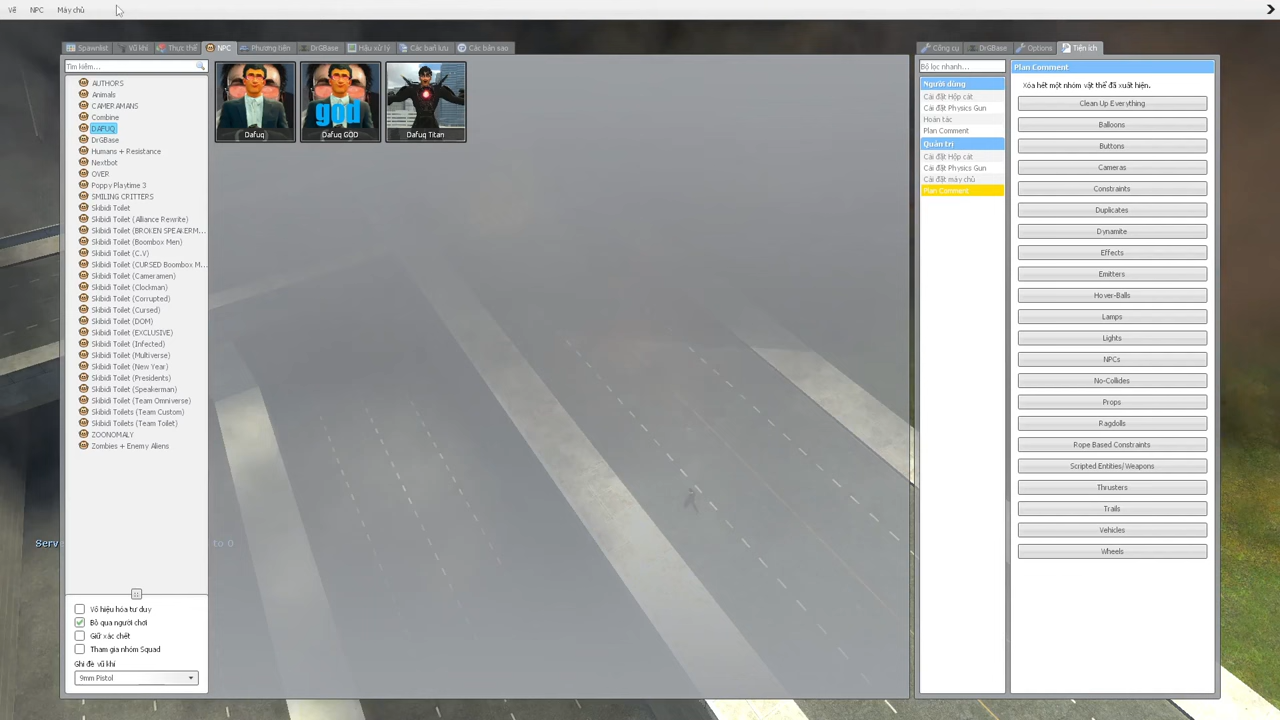 Vẽ NPC Máy chủ
Spawnlist Vũ khí Thực thể NPC Phương tiện DrGBase Hậu xử lý Các bản lưu Các bản sao
Công cụ DrGBase Options Tiện ích
Tìm kiếm...
AUTHORS
Animals
CAMERAMANS
Combine
DAFUQ
DrGBase
Humans + Resistance
Nextbot
OVER
Poppy Playtime 3
SMILING CRITTERS
Skibidi Toilet
Skibidi Toilet (Alliance Rewrite)
Skibidi Toilet (BROKEN SPEAKERM...
Skibidi Toilet (Boombox Men)
Skibidi Toilet (C.V)
Skibidi Toilet (CURSED Boombox M...
Skibidi Toilet (Cameramen)
Skibidi Toilet (Clockman)
Skibidi Toilet (Corrupted)
Skibidi Toilet (Cursed)
Skibidi Toilet (DOM)
Skibidi Toilet (EXCLUSIVE)
Skibidi Toilet (Infected)
Skibidi Toilet (Multiverse)
Skibidi Toilet (New Year)
Skibidi Toilet (Presidents)
Skibidi Toilet (Speakerman)
Skibidi Toilet (Team Omniverse)
Skibidi Toilets (Team Custom)
Skibidi Toilets (Team Toilet)
ZOONOMALY
Zombies + Enemy Aliens
Serv
to 0
Vô hiệu hóa tư duy
Bỏ qua người chơi
Giữ xác chết
Tham gia nhóm Squad
Ghi đè vũ khí
9mm Pistol
Dafuq
god
Dafuq GOD
Dafuq Titan
Bộ lọc nhanh...
Người dùng
Cài đặt Hộp cát
Cài đặt Physics Gun
Hoàn tác
Plan Comment
Quản trị
Cài đặt Hộp cát
Cài đặt Physics Gun
Cài đặt máy chủ
Plan Comment
Plan Comment
Xóa hết một nhóm vật thể đã xuất hiện.
Clean Up Everything
Balloons
Buttons
Cameras
Constraints
Duplicates
Dynamite
Effects
Emitters
Hover-Balls
Lamps
Lights
NPCs
No-Collides
Props
Ragdolls
Rope Based Constraints
Scripted Entities/Weapons
Thrusters
Trails
Vehicles
Wheels